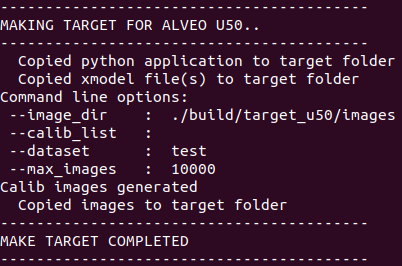 -----------------------------------------
MAKING TARGET FOR ALVEO U50..
-----------------------------------------
  Copied python application to target folder
  Copied xmodel file(s) to target folder
Command line options:
 --image_dir    :  ./build/target_u50/images
 --calib_list   :
 --dataset      :  test
 --max_images   :  10000
Calib images generated
  Copied images to target folder
-----------------------------------------
MAKE TARGET COMPLETED
-----------------------------------------